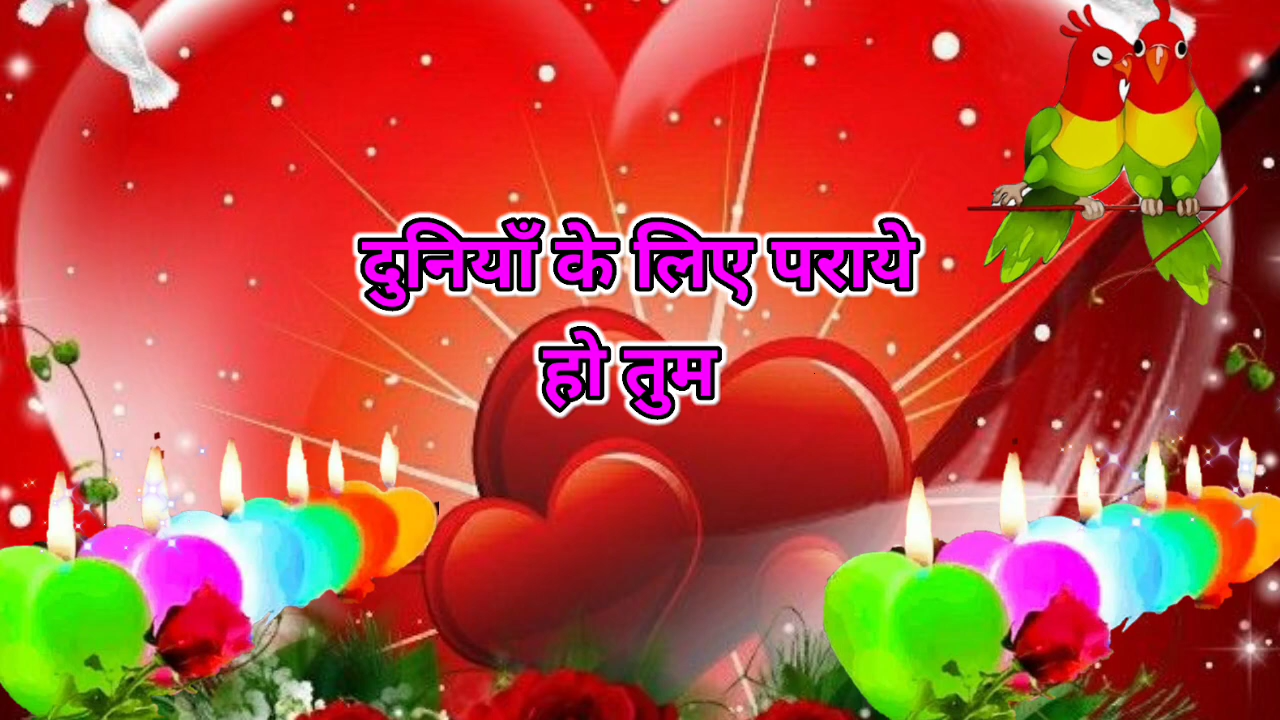 दुनियाँ के लिए पराये
हो तुम